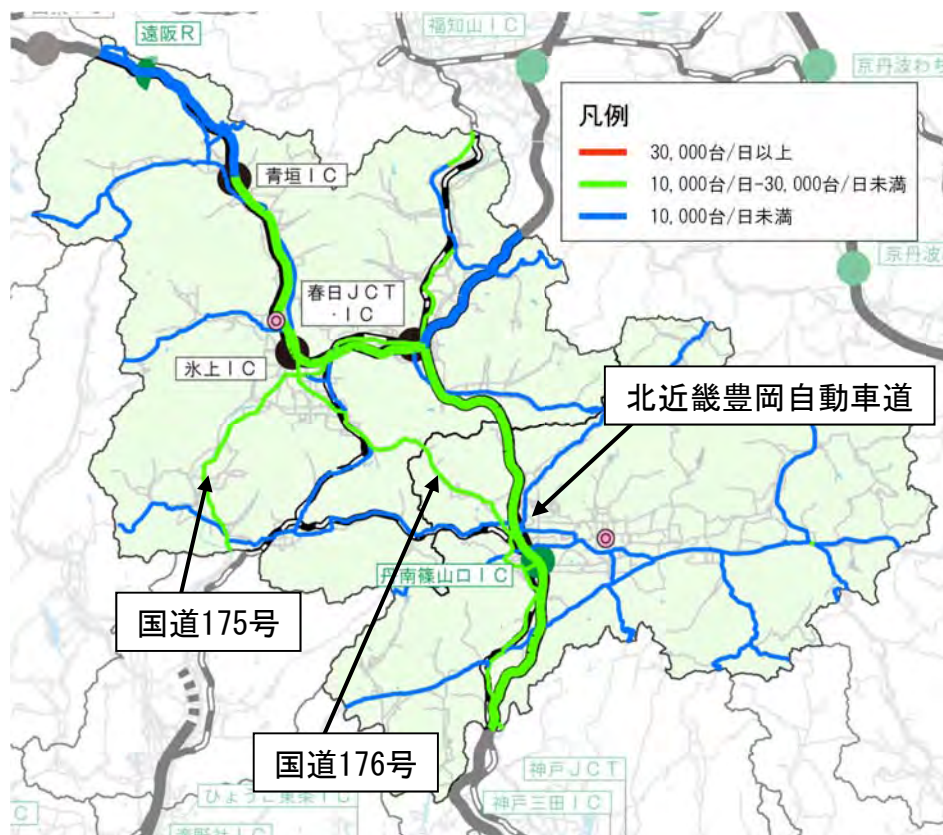 遠阪R
福知山IC
京丹波わち
凡例
30,000台/日以上
10,000台/日-30,000台/日未満
10,000台/日未満
青垣IC
京丹波
春日JCT
・IC
氷上IC
北近畿豊岡自動車道
丹南篠山口IC
国道175号
国道176号
神戸JCT
神戸三田IC
ひょうご東条IC
C